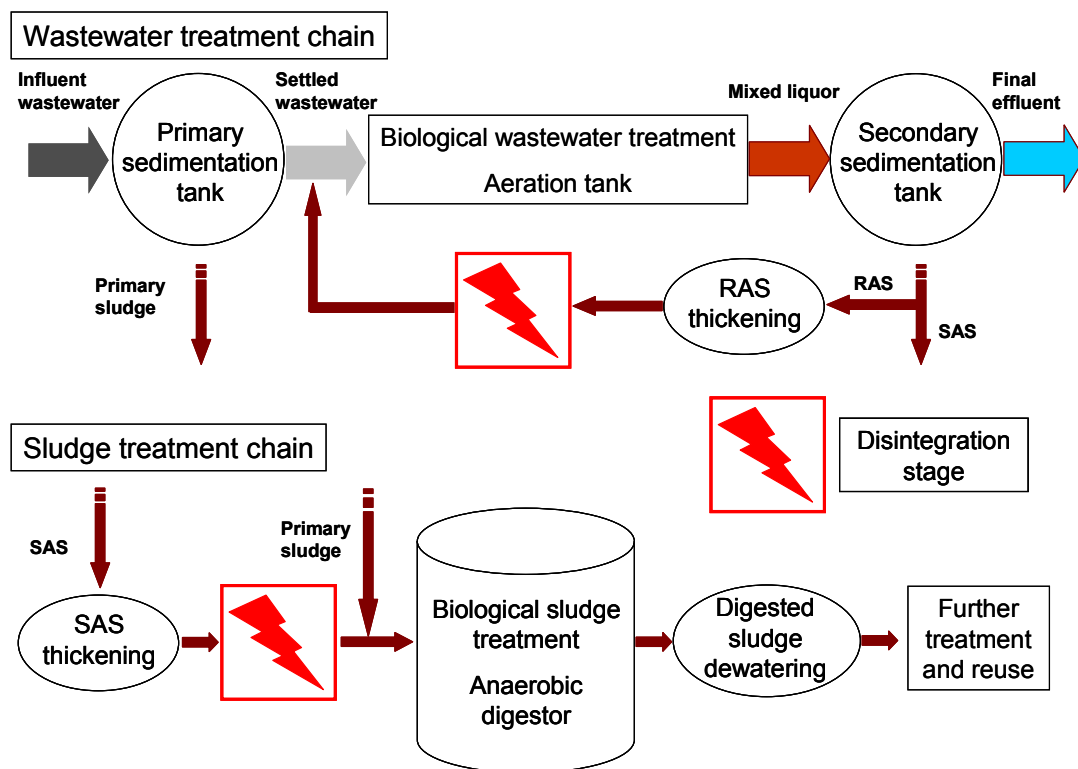 Wastewater treatment chain
Influent
wastewater
Settled
wastewater
Mixed liquor
Final
effluent
Primary
sedimentation
tank
Biological wastewater treatment
Aeration tank
Secondary
sedimentation
tank
Primary
sludge
RAS
thickening
RAS
SAS
Sludge treatment chain
Disintegration
stage
SAS
Primary
sludge
SAS
thickening
Biological sludge
treatment
Anaerobic
digestor
Digested
sludge
dewatering
Further
treatment
and reuse